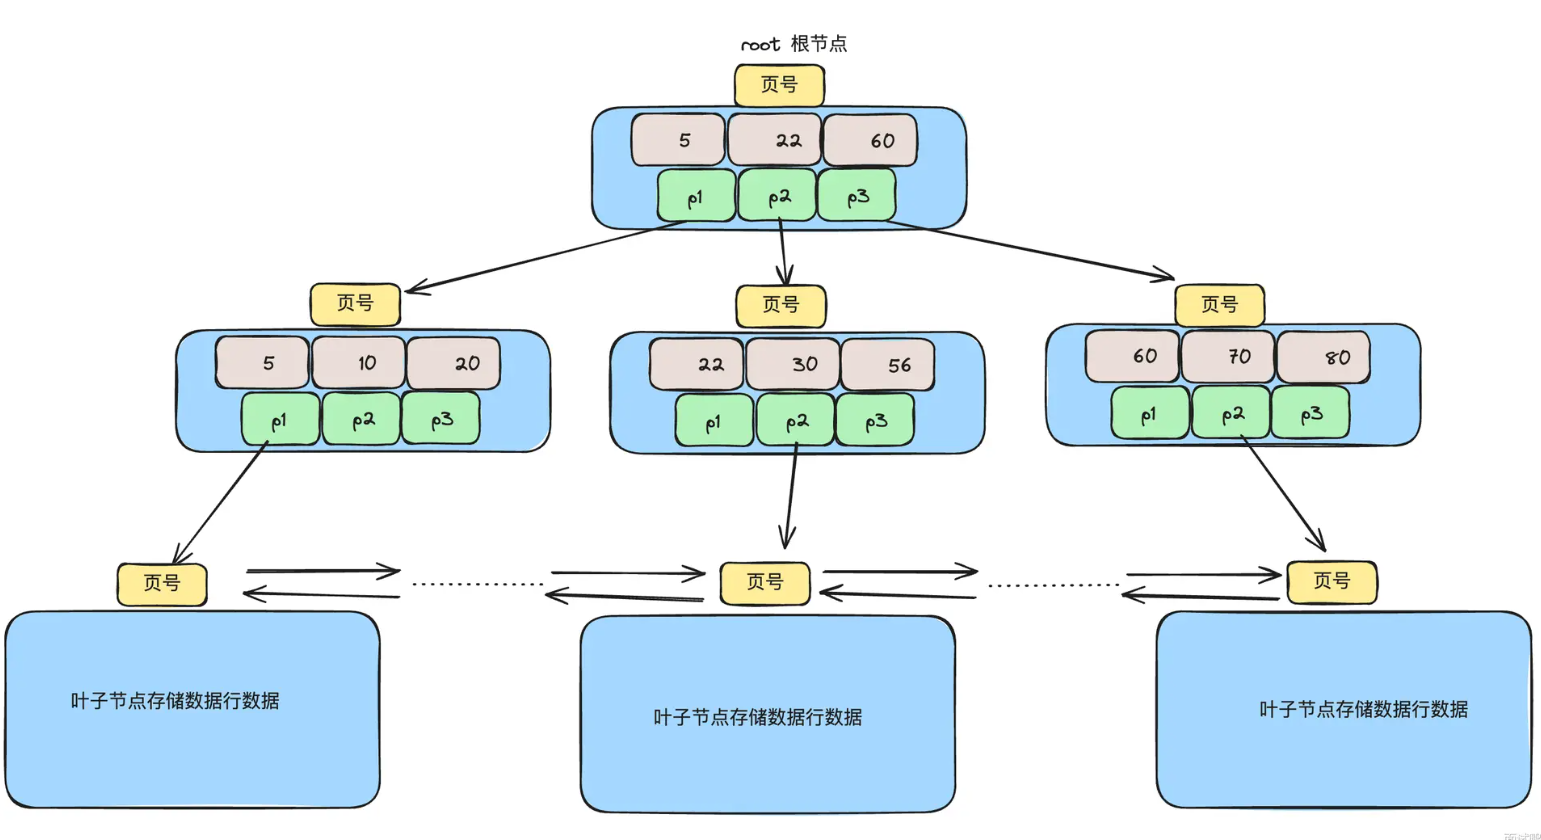 root 根节点
页号
5 22 60
p1 p2 p3
页号 页号 页号
5 10 20 22 30 56 60 70 80
p1 p2 p3 p1 p2 p3 p1 p2 p3
页号 页号 页号
叶子节点存储数据行数据 叶子节点存储数据行数据 叶子节点存储数据行数据